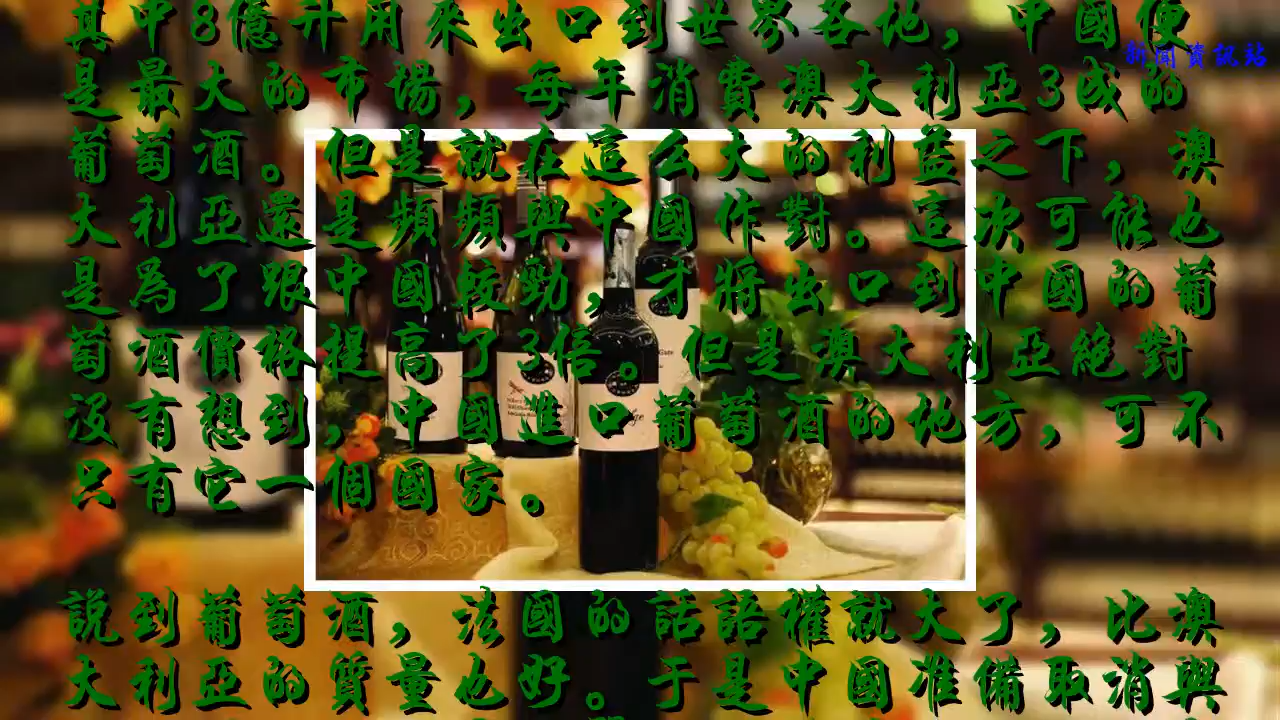 其中8億升用來出口到世界各地，中國便
新聞資訊站
是最大的市場，每年消費澳大利亞3成的
葡萄酒。但是就在這么大的利益之下，澳
大利亞還是頻頻與中國作對。這次可能也
是爲了跟中國較勁，才將出口到中國的葡
萄酒價格提高了3倍。但是澳大利亞絕對
沒有想到，中國進口葡萄酒的地方，可不
只有它一個國家。
說到葡萄酒，法國的話語權就大了，比澳
大利亞的質量也好。于是中國准備取消與